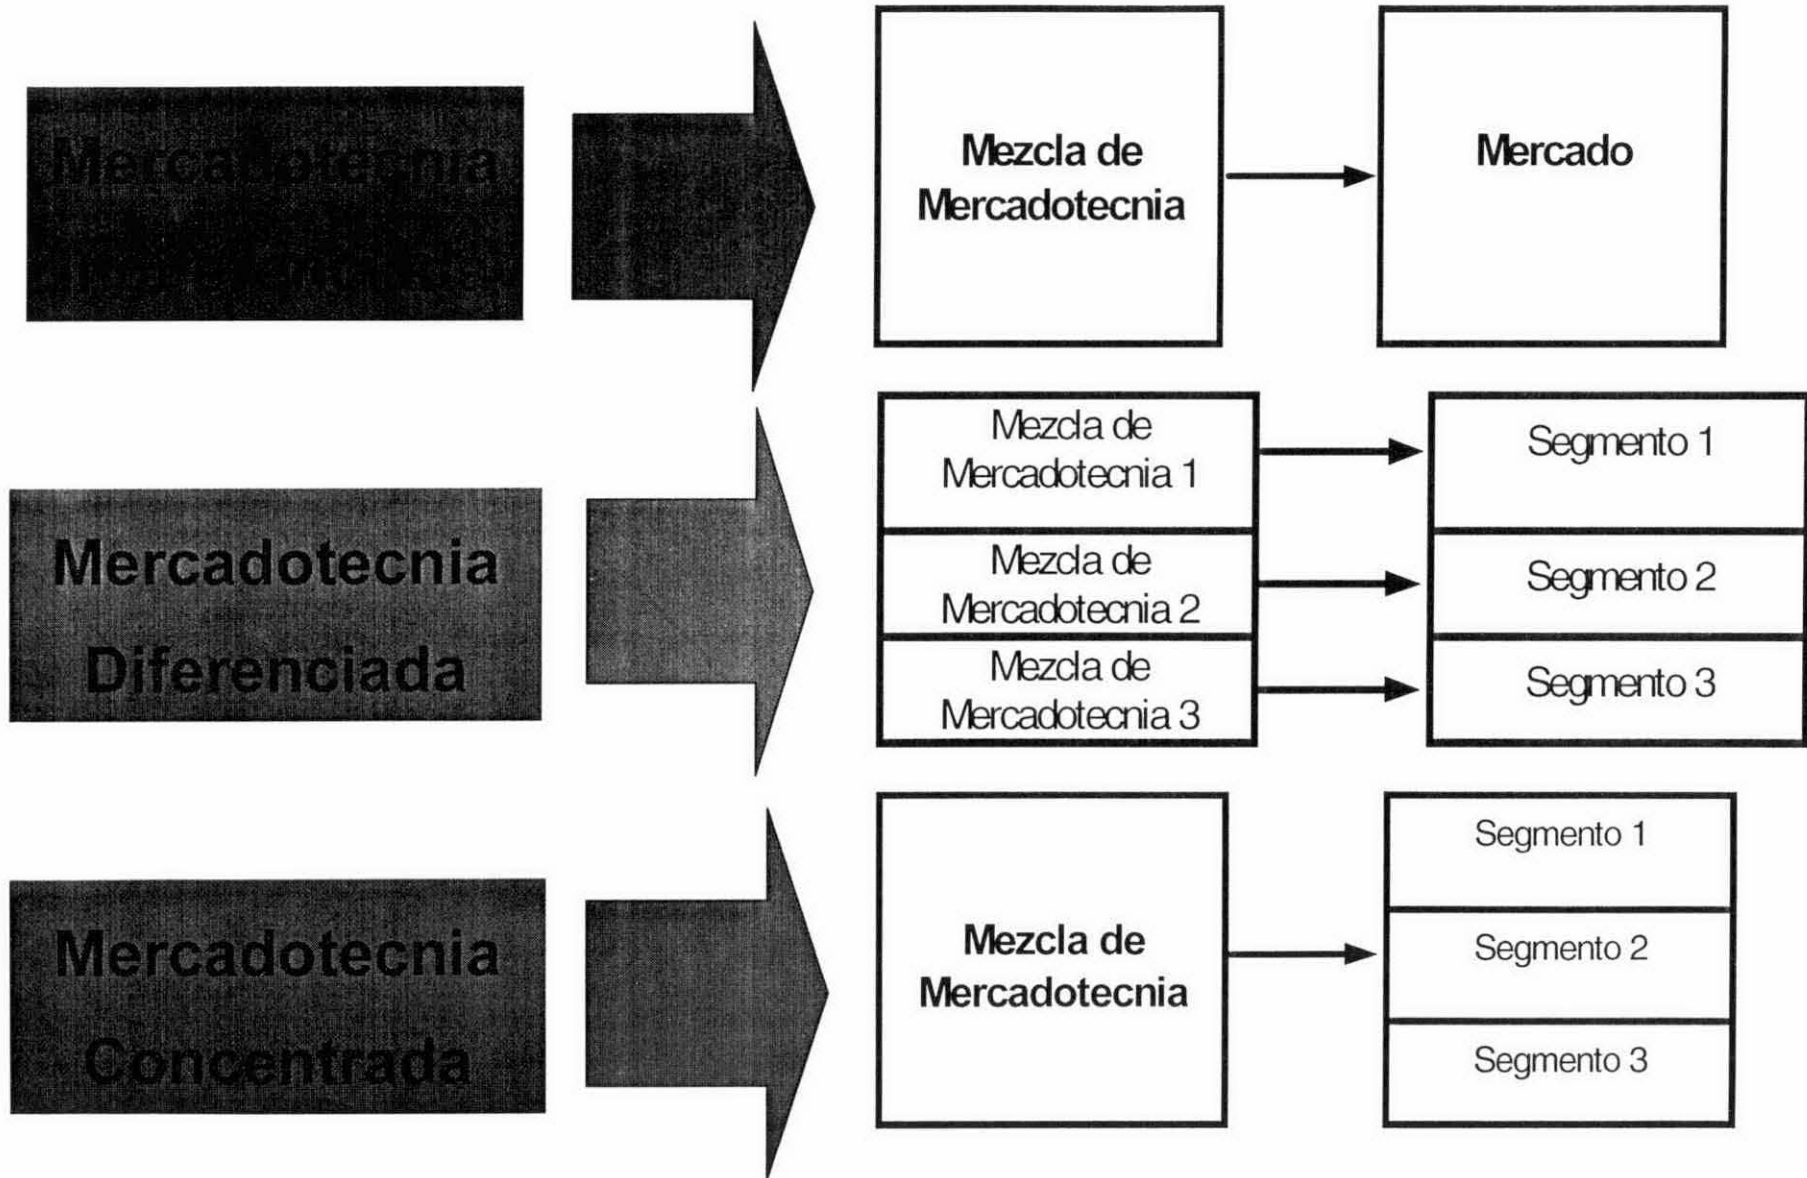 Mercadotecnia
Mezcla de
Mercadotecnia
Mercado
Mercadotecnia
Diferenciada
Mezcla de
Mercadotecnia 1
Segmento 1
Mezcla de
Mercadotecnia 2
Segmento 2
Mezcla de
Mercadotecnia 3
Segmento 3
Mercadotecnia
Concentrada
Mezcla de
Mercadotecnia
Segmento 1
Segmento 2
Segmento 3